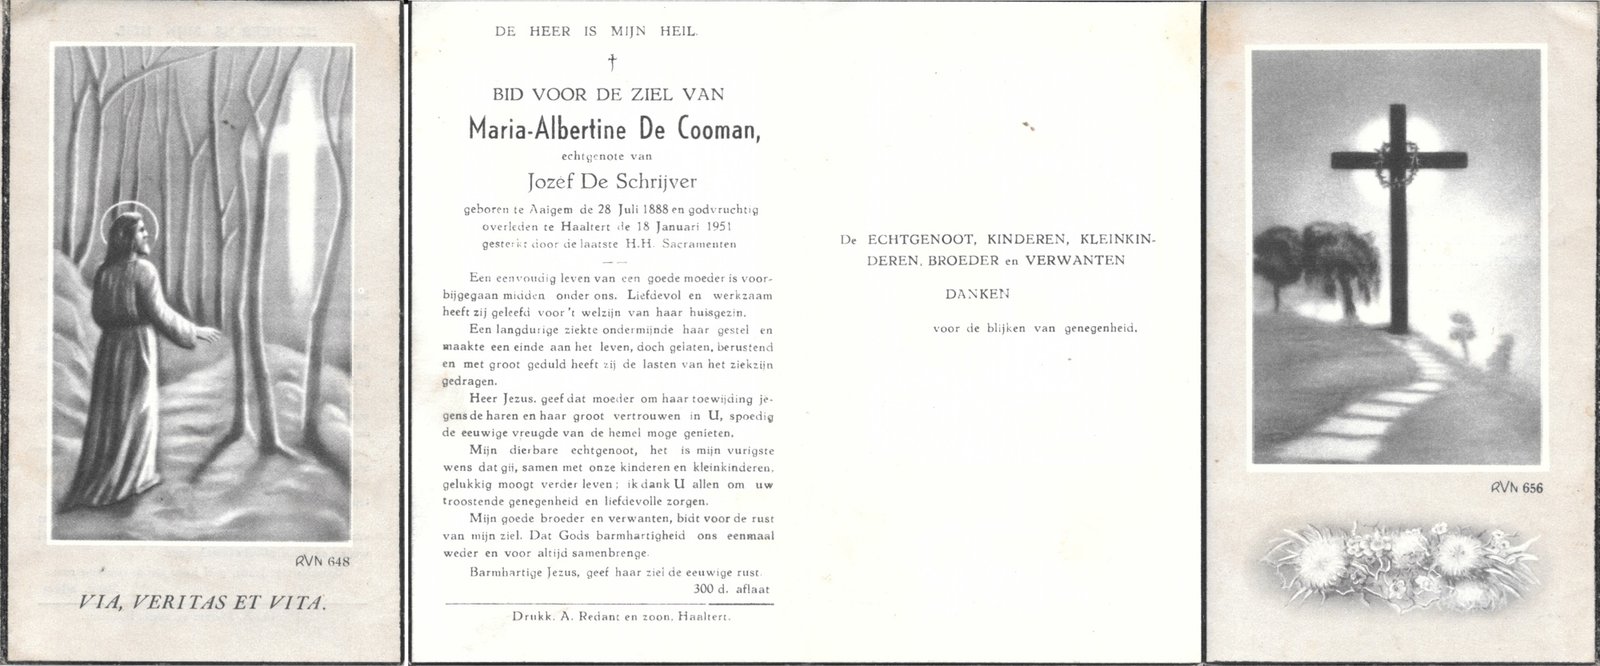 RVN 648
VIA, VERITAS ET VITA.
DE HEER IS MIJN HEIL.
BID VOOR DE ZIEL VAN
Maria-Albertine De Cooman,
echtgenote van
Jozef De Schrijver
geboren te Aaigem de 28 Juli 1888 en godvruchtig
overleden te Haaltert de 18 Januari 1951
gesterkt door de laatste H.H. Sacramenten
Een eenvoudig leven van een goede moeder is voor-
bijgegaan midden onder ons. Liefdevol en werkzaam
heeft zij geleefd voor 't welzijn van haar huisgezin.
Een langdurige ziekte ondermijnde haar gestel en
maakte een einde aan het leven, doch gelaten, berustend
en met groot geduld heeft zij de lasten van het ziekzijn
gedragen.
Heer Jezus, geef dat moeder om haar toewijding je-
gens de haren en haar groot vertrouwen in U, spoedig
de eeuwige vreugde van de hemel moge genieten.
Mijn dierbare echtgenoot, het is mijn vurigste
wens dat gij, samen met onze kinderen en kleinkinderen,
gelukkig moogt verder leven; ik dank U allen om uw
troostende genegenheid en liefdevolle zorgen.
Mijn goede broeder en verwanten, bidt voor de rust
van mijn ziel. Dat Gods barmhartigheid ons eenmaal
weder en voor altijd samenbrenge.
Barmhartige Jezus, geef haar ziel de eeuwige rust.
300 d. aflaat
Drukk. A. Redant en zoon, Haaltert.
De ECHTGENOOT, KINDEREN, KLEINKIN-
DEREN, BROEDER en VERWANTEN
DANKEN
voor de blijken van genegenheid.
RVN 656